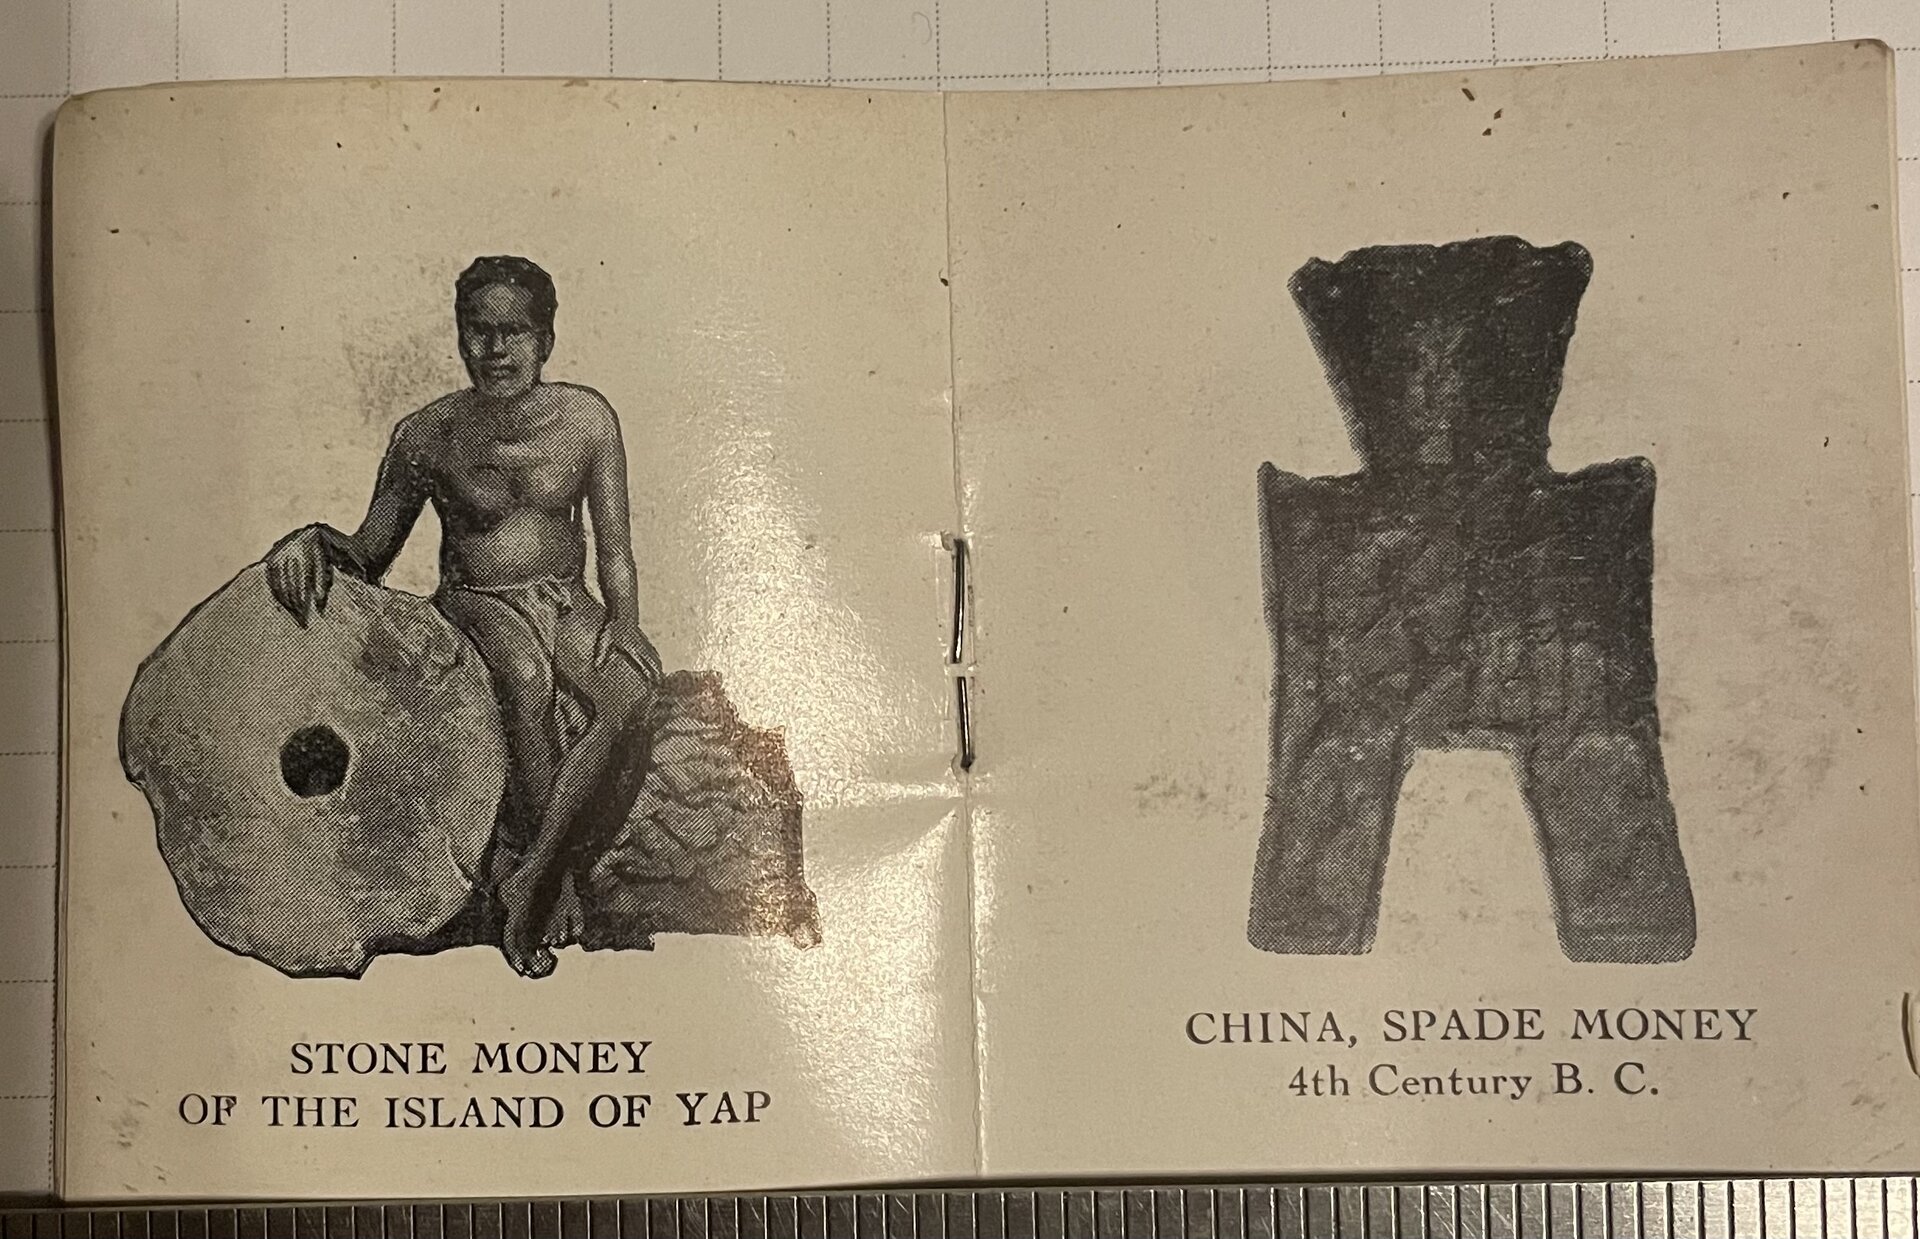 STONE MONEY
OF THE ISLAND OF YAP
CHINA, SPADE MONEY
4th Century B. C.